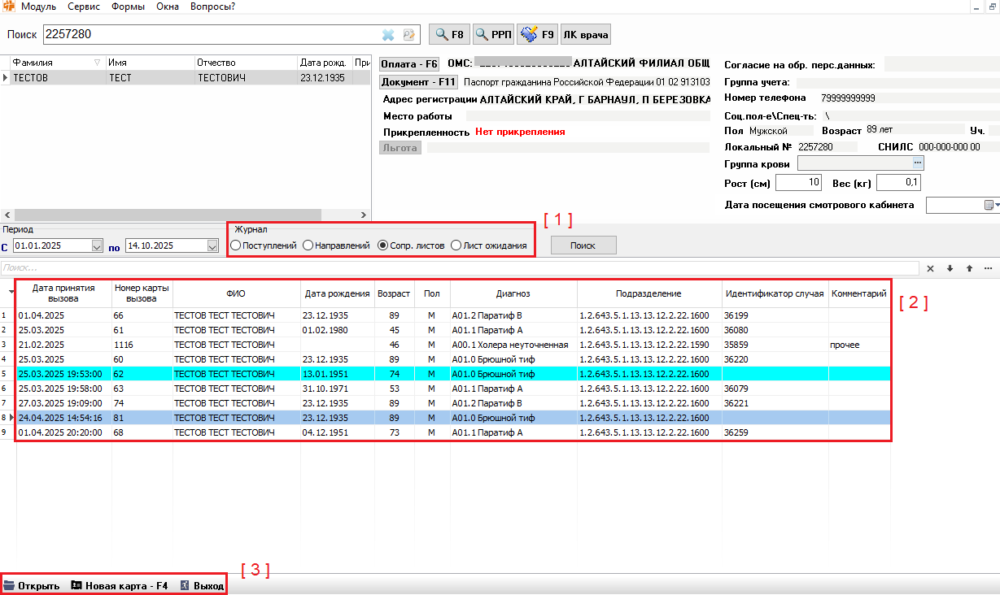 Модуль Сервис Формы Окна Вопросы?
Поиск 2257280 F8 РРП F9 ЛК врача
Фамилия Имя Отчество Дата рожд. При
ТЕСТОВ ТЕСТ ТЕСТОВИЧ 23.12.1935
Оплата - F6 ОМС: АЛТАЙСКИЙ ФИЛИАЛ ОБЩ
Документ - F11 Паспорт гражданина Российской Федерации 01 02 913103
Адрес регистрации АЛТАЙСКИЙ КРАЙ, Г БАРНАУЛ, П БЕРЕЗОВКА
Место работы
Прикрепленность Нет прикрепления
Льгота
Согласие на обр. перс.данных:
Группа учета:
Номер телефона 79999999999
Соц.пол-е\Спец-ть: \
Пол Мужской Возраст 89 лет Уч.
Локальный № 2257280 СНИЛС 000-000-000 00
Группа крови ...
Рост (см) 10 Вес (кг) 0,1
Дата посещения смотрового кабинета
Период
С 01.01.2025 по 14.10.2025
Журнал
Поступлений Направлений Сопр. листов Лист ожидания
[ 1 ]
Поиск
Поиск...
Дата принятия вызова Номер карты вызова ФИО Дата рождения Возраст Пол Диагноз Подразделение Идентификатор случая Комментарий
[ 2 ]
1 01.04.2025 66 ТЕСТОВ ТЕСТ ТЕСТОВИЧ 23.12.1935 89 М A01.2 Паратиф B 1.2.643.5.1.13.13.12.2.22.1600 36199
2 25.03.2025 61 ТЕСТОВ ТЕСТ ТЕСТОВИЧ 01.02.1980 45 М A01.1 Паратиф A 1.2.643.5.1.13.13.12.2.22.1600 36080
3 21.02.2025 1116 ТЕСТОВ ТЕСТ ТЕСТОВИЧ 46 М A00.1 Холера неуточненная 1.2.643.5.1.13.13.12.2.22.1590 35859 прочее
4 25.03.2025 60 ТЕСТОВ ТЕСТ ТЕСТОВИЧ 23.12.1935 89 М A01.0 Брюшной тиф 1.2.643.5.1.13.13.12.2.22.1600 36220
5 25.03.2025 19:53:00 62 ТЕСТОВ ТЕСТ ТЕСТОВИЧ 13.01.1951 74 М A01.0 Брюшной тиф 1.2.643.5.1.13.13.12.2.22.1600
6 25.03.2025 19:58:00 63 ТЕСТОВ ТЕСТ ТЕСТОВИЧ 31.10.1971 53 М A01.1 Паратиф A 1.2.643.5.1.13.13.12.2.22.1600 36079
7 27.03.2025 19:09:00 74 ТЕСТОВ ТЕСТ ТЕСТОВИЧ 23.12.1935 89 М A01.2 Паратиф B 1.2.643.5.1.13.13.12.2.22.1600 36221
8 24.04.2025 14:54:16 81 ТЕСТОВ ТЕСТ ТЕСТОВИЧ 23.12.1935 89 М A01.0 Брюшной тиф 1.2.643.5.1.13.13.12.2.22.1600
9 01.04.2025 20:20:00 68 ТЕСТОВ ТЕСТ ТЕСТОВИЧ 04.12.1951 73 М A01.1 Паратиф A 1.2.643.5.1.13.13.12.2.22.1600 36259
[ 3 ]
Открыть Новая карта - F4 Выход